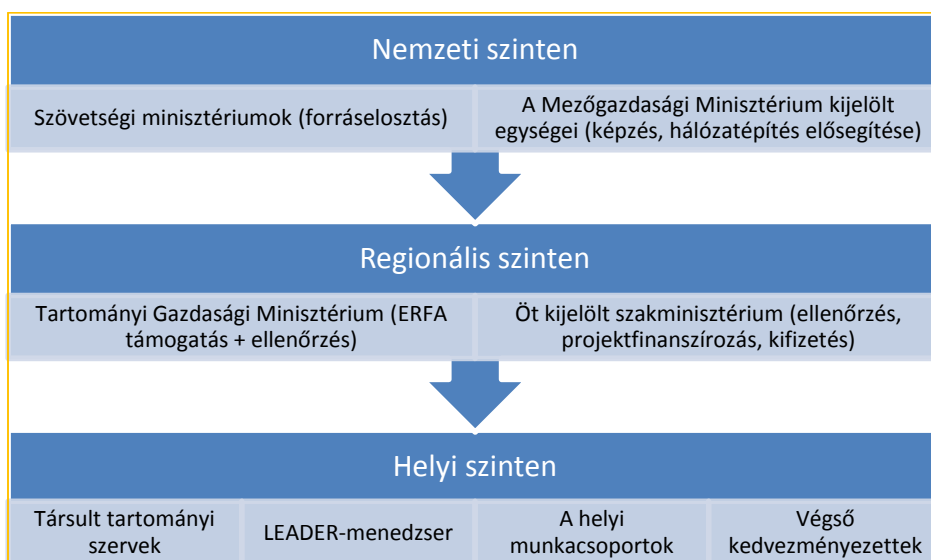 Nemzeti szinten
Szövetségi minisztériumok (forráselosztás)
A Mezőgazdasági Minisztérium kijelölt
egységei (képzés, hálózatépítés elősegítése)
Regionális szinten
Tartományi Gazdasági Minisztérium (ERFA
támogatás + ellenőrzés)
Öt kijelölt szakminisztérium (ellenőrzés,
projektfinanszírozás, kifizetés)
Helyi szinten
Társult tartományi
szervek
LEADER-menedzser
A helyi
munkacsoportok
Végső
kedvezményezettek